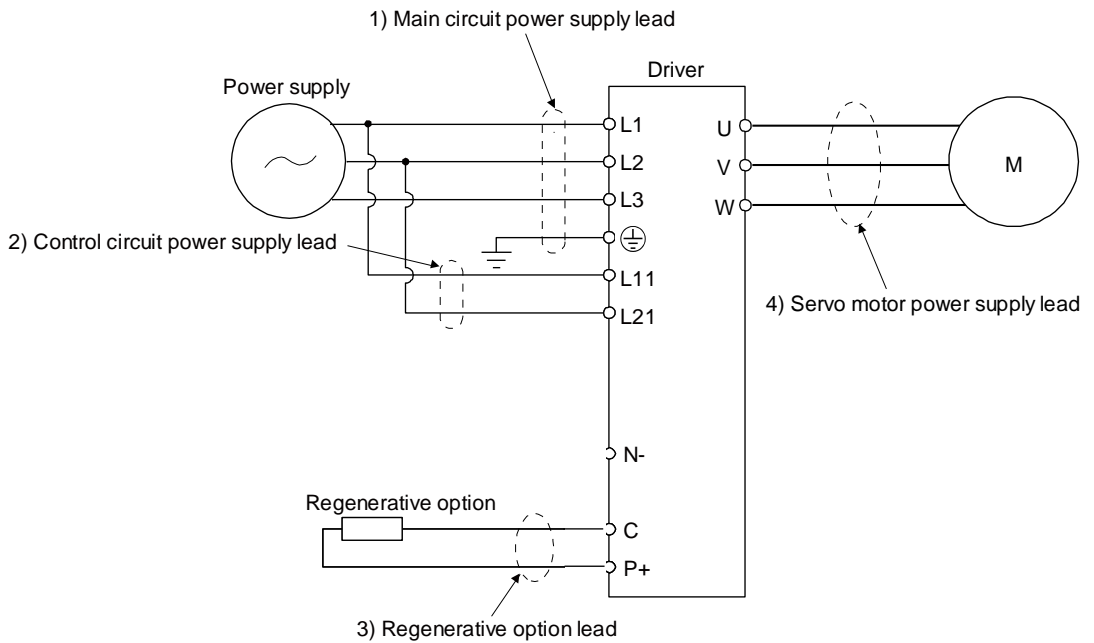 1) Main circuit power supply lead
Driver
Power supply
L1
U
L2
V
M
L3
W
2) Control circuit power supply lead
L11
4) Servo motor power supply lead
L21
N-
Regenerative option
C
P+
3) Regenerative option lead